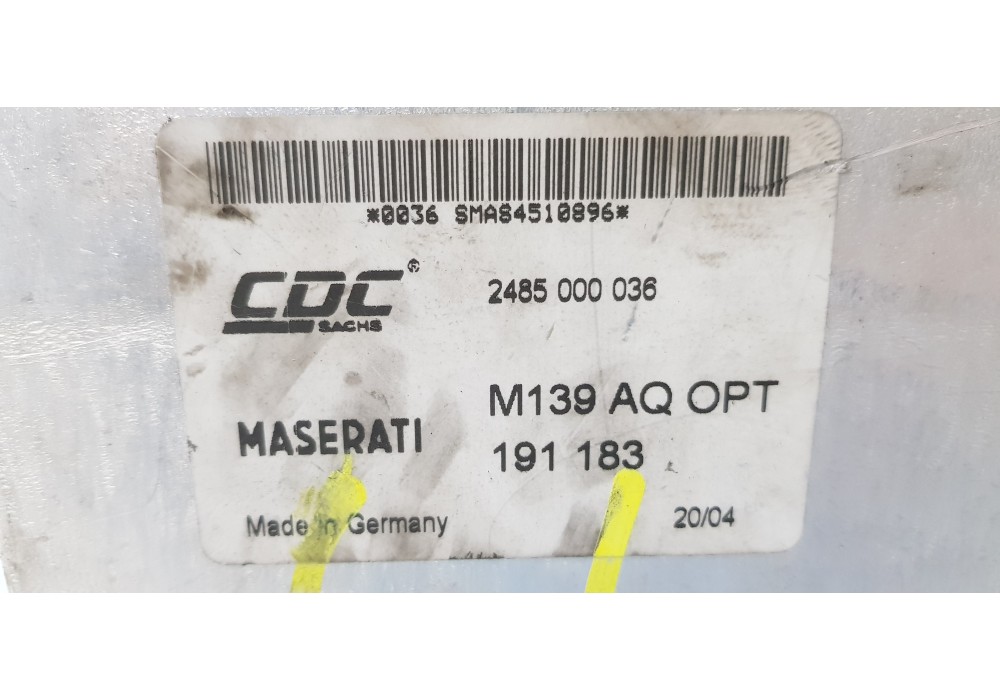 *0036 SMA84510896*
CDC® 2485 000 036
SACHS
M139 AQ OPT
MASERATI
191 183
Made in Germany 20/04